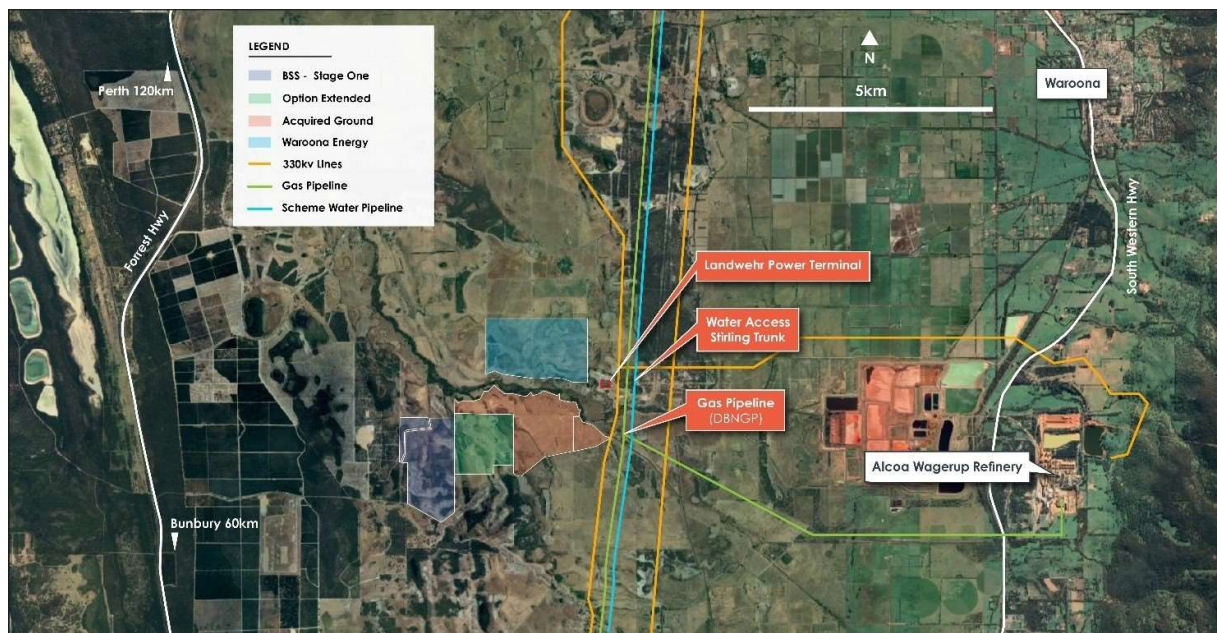 LEGEND
BSS - Stage One
Option Extended
Acquired Ground
Waroona Energy
330kv Lines
Gas Pipeline
Scheme Water Pipeline
Perth 120km
N
5km
Waroona
Forrest Hwy
South Western Hwy
Landwehr Power Terminal
Water Access
Stirling Trunk
Gas Pipeline
(DBNGP)
Alcoa Wagerup Refinery
Bunbury 60km